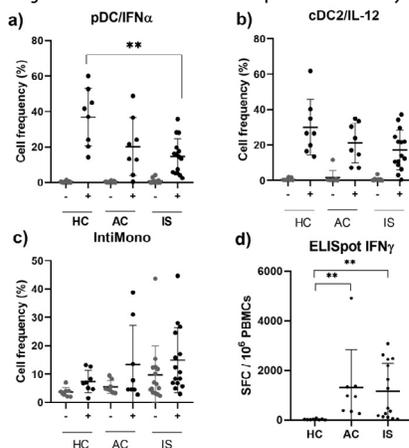 a) pDC/IFNα
**
Cell frequency (%)
80
60
40
20
0
- + - + - +
HC AC IS
b) cDC2/IL-12
Cell frequency (%)
80
60
40
20
0
- + - + - +
HC AC IS
c) IntiMono
Cell frequency (%)
50
40
30
20
10
0
- + - + - +
HC AC IS
d) ELISpot IFNγ
**
**
SFC / 10⁶ PBMCs
6000
4000
2000
0
HC AC IS